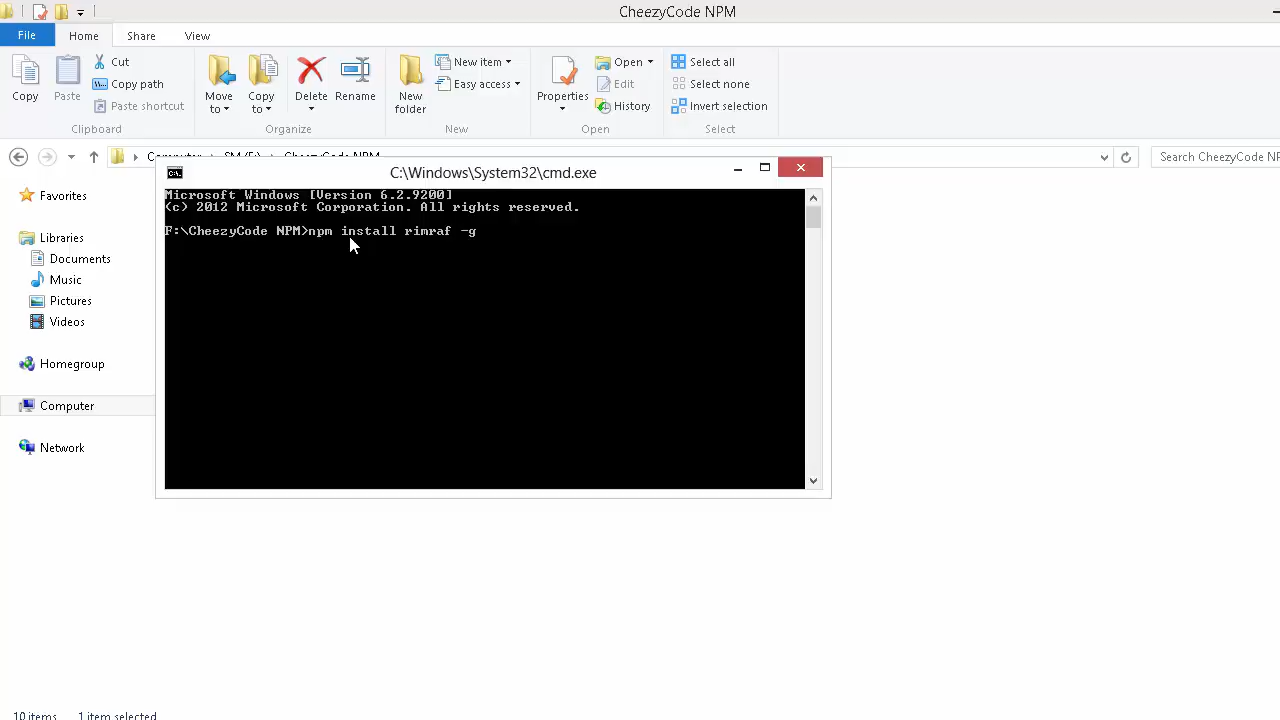 CheezyCode NPM
File Home Share View
Copy
Paste
Cut
Copy path
Paste shortcut
Clipboard
Move to
Copy to
Delete
Rename
Organize
New folder
New item
Easy access
New
Properties
Open
Edit
History
Open
Select all
Select none
Invert selection
Select
Search CheezyCode NP
C:\Windows\System32\cmd.exe
Microsoft Windows [Version 6.2.9200]
(c) 2012 Microsoft Corporation. All rights reserved.
F:\CheezyCode NPM>npm install rimraf -g
Favorites
Libraries
Documents
Music
Pictures
Videos
Homegroup
Computer
Network
10 items 1 item selected